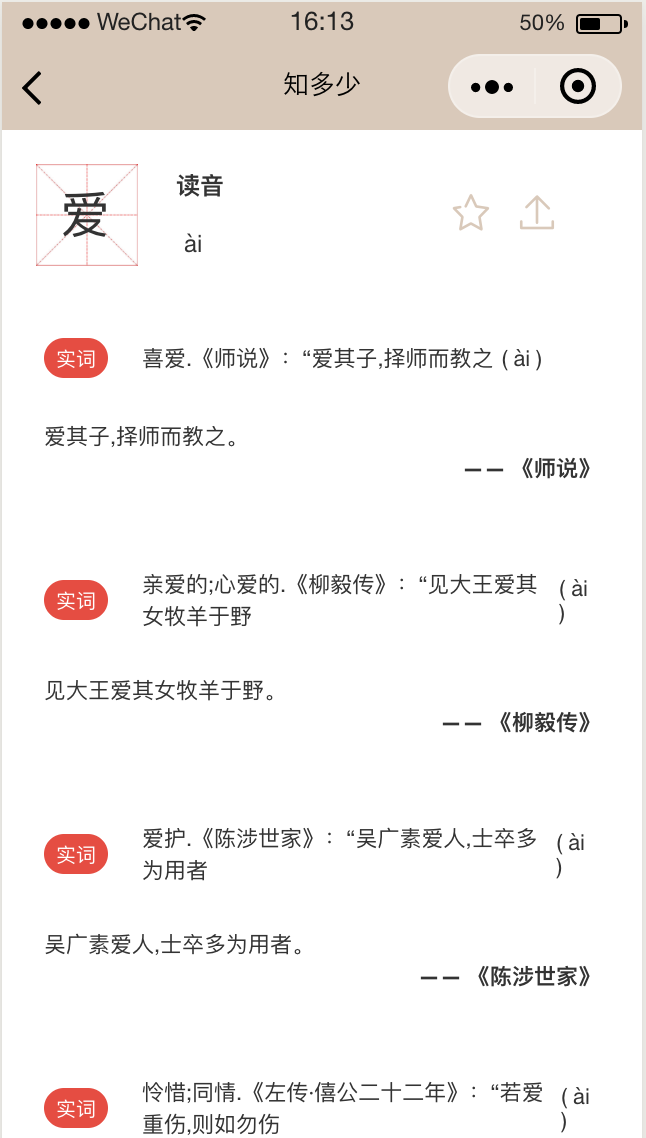 ●●●●● WeChat 16:13 50%
知多少
爱
读音
ài
实词 喜爱.《师说》：“爱其子,择师而教之 ( ài )
爱其子,择师而教之。
—— 《师说》
实词 亲爱的;心爱的.《柳毅传》：“见大王爱其 ( ài
女牧羊于野 )
见大王爱其女牧羊于野。
—— 《柳毅传》
实词 爱护.《陈涉世家》：“吴广素爱人,士卒多 ( ài
为用者 )
吴广素爱人,士卒多为用者。
—— 《陈涉世家》
实词 怜惜;同情.《左传·僖公二十二年》：“若爱 ( ài
重伤,则如勿伤 )